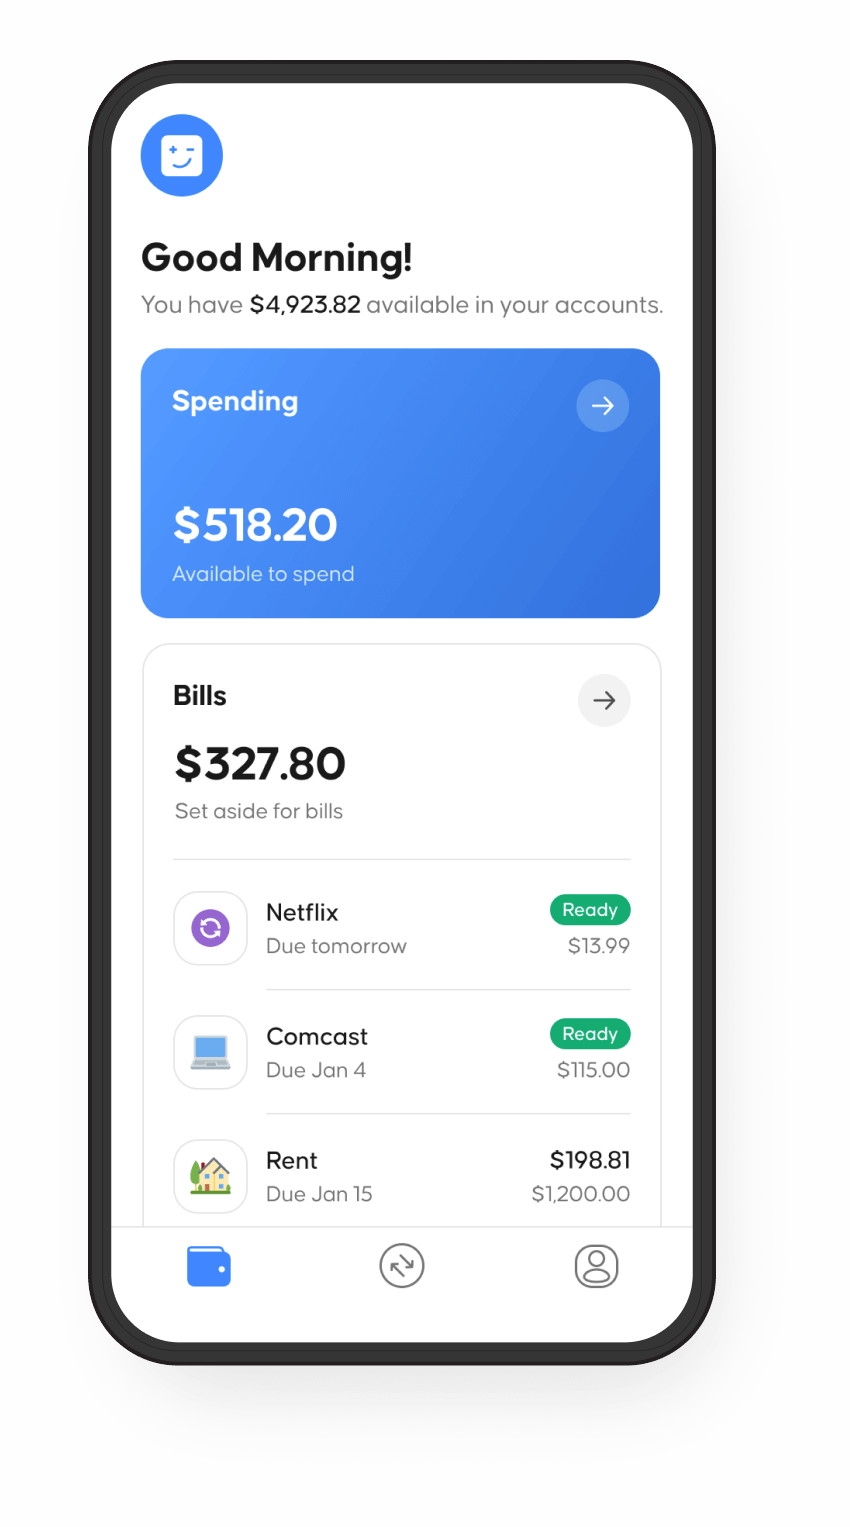 Good Morning!
You have $4,923.82 available in your accounts.
Spending
$518.20
Available to spend
Bills
$327.80
Set aside for bills
Netflix
Ready
Due tomorrow
$13.99
Comcast
Ready
Due Jan 4
$115.00
Rent
$198.81
Due Jan 15
$1,200.00